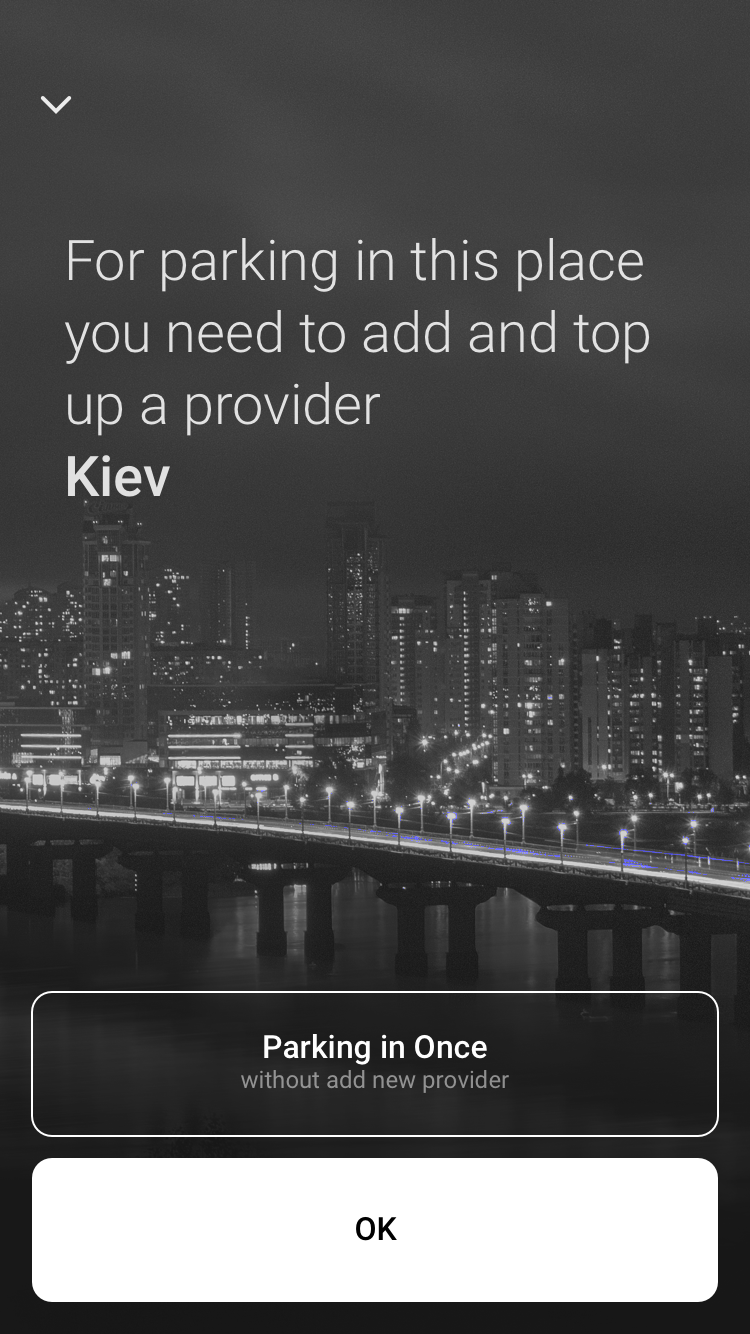 For parking in this place
you need to add and top
up a provider
Kiev
Parking in Once
without add new provider
OK